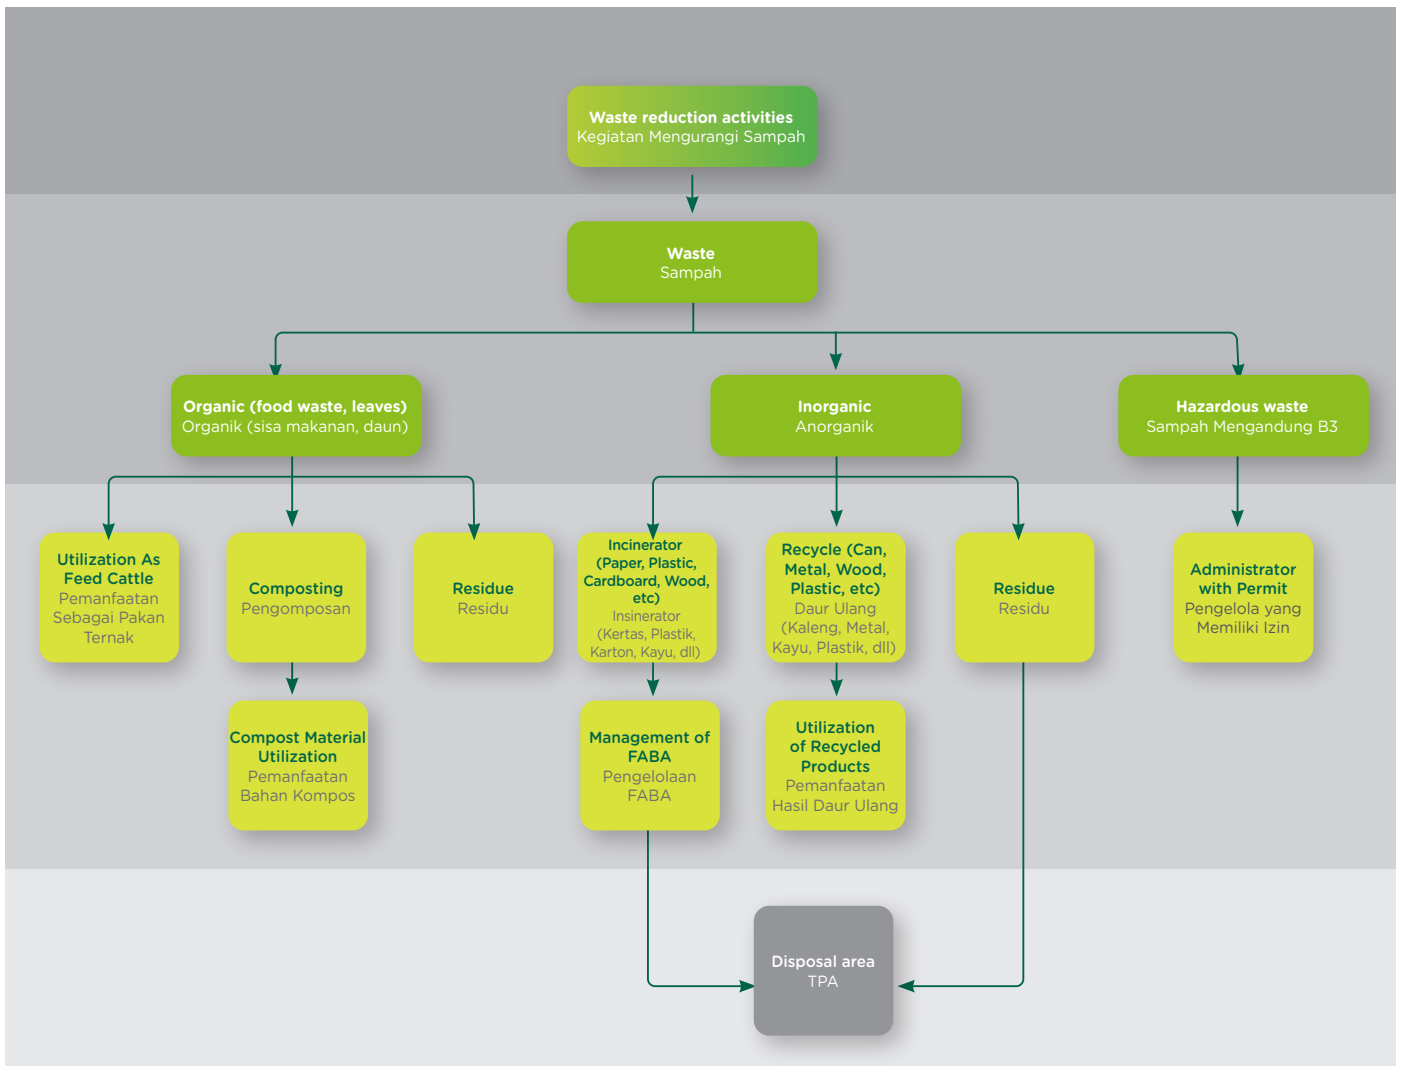 Waste reduction activities
Kegiatan Mengurangi Sampah
Waste
Sampah
Organic (food waste, leaves)
Organik (sisa makanan, daun)
Inorganic
Anorganik
Hazardous waste
Sampah Mengandung B3
Utilization As
Feed Cattle
Pemanfaatan
Sebagai Pakan
Ternak
Composting
Pengomposan
Residue
Residu
Incinerator
(Paper, Plastic,
Cardboard, Wood,
etc)
Insinerator
(Kertas, Plastik,
Karton, Kayu, dll)
Recycle (Can,
Metal, Wood,
Plastic, etc)
Daur Ulang
(Kaleng, Metal,
Kayu, Plastik, dll)
Residue
Residu
Administrator
with Permit
Pengelola yang
Memiliki Izin
Compost Material
Utilization
Pemanfaatan
Bahan Kompos
Management of
FABA
Pengelolaan
FABA
Utilization
of Recycled
Products
Pemanfaatan
Hasil Daur Ulang
Disposal area
TPA